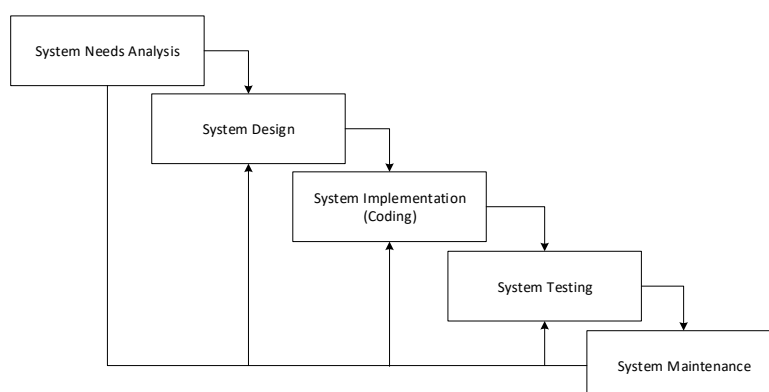 System Needs Analysis
System Design
System Implementation
(Coding)
System Testing
System Maintenance